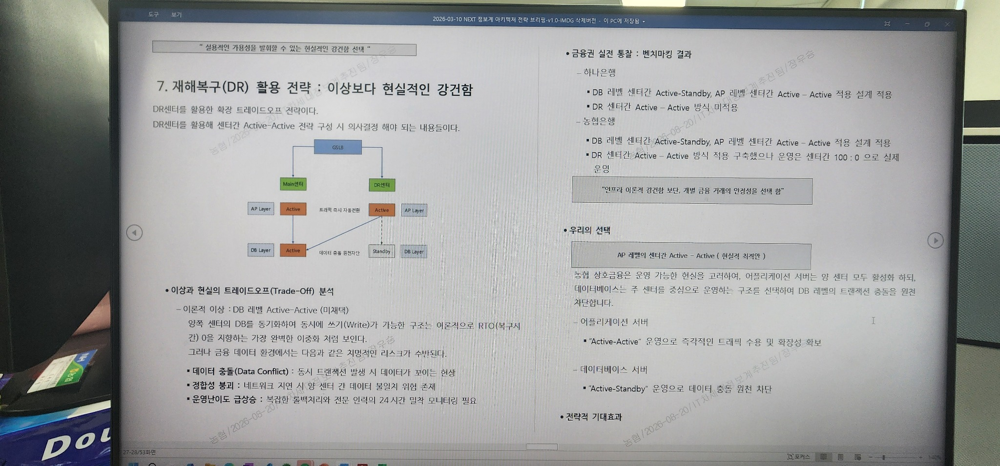 도구 보기
2026-03-10 NEXT 정보계 아키텍처 전략 브리핑-v1.0-IMDG 삭제버전 - 이 PC에 저장됨
“ 실용적인 가용성을 발휘할 수 있는 현실적인 강건함 선택 “
7. 재해복구(DR) 활용 전략 : 이상보다 현실적인 강건함
DR센터를 활용한 확장 트레이드오프 전략이다.
DR센터를 활용해 센터간 Active-Active 전략 구성 시 의사결정 해야 되는 내용들이다.
GSLB
Main센터 DR센터
AP Layer Active 트래픽 즉시 자동전환 Active AP Layer
DB Layer Active 데이터 충돌 원천차단 Standby DB Layer
• 이상과 현실의 트레이드오프(Trade-Off) 분석
– 이론적 이상 : DB 레벨 Active-Active (미채택)
양쪽 센터의 DB를 동기화하여 동시에 쓰기(Write)가 가능한 구조는 이론적으로 RTO(복구시
간) 0을 지향하는 가장 완벽한 이중화 처럼 보인다.
그러나 금융 데이터 환경에서는 다음과 같은 치명적인 리스크가 수반된다.
▪ 데이터 충돌(Data Conflict) : 동시 트랜잭션 발생 시 데이터가 꼬이는 현상
▪ 정합성 붕괴 : 네트워크 지연 시 양 센터 간 데이터 불일치 위험 존재
▪ 운영난이도 급상승 : 복잡한 롤백처리와 전문 인력의 24시간 밀착 모니터링 필요
• 금융권 실전 통찰 : 벤치마킹 결과
– 하나은행
▪ DB 레벨 센터간 Active-Standby, AP 레벨 센터간 Active – Active 적용 설계 적용
▪ DR 센터간 Active – Active 방식 미적용
– 농협은행
▪ DB 레벨 센터간 Active-Standby, AP 레벨 센터간 Active – Active 적용 설계 적용
▪ DR 센터간 Active – Active 방식 적용 구축했으나 운영은 센터간 100 : 0 으로 실제
운영
“인프라 이론적 강건함 보단, 개별 금융 거래의 안정성을 선택 함”
• 우리의 선택
AP 레벨의 센터간 Active – Active ( 현실적 최적안 )
농협 상호금융은 운영 가능한 현실을 고려하여, 어플리케이션 서버는 양 센터 모두 활성화 하되,
데이터베이스는 주 센터를 중심으로 운영하는 구조를 선택하여 DB 레벨의 트랜잭션 충돌을 원천
차단합니다.
– 어플리케이션 서버
▪ “Active-Active” 운영으로 즉각적인 트래픽 수용 및 확장성 확보
– 데이터베이스 서버
▪ “Active-Standby” 운영으로 데이터 충돌 원천 차단
• 전략적 기대효과
27-28/53화면
포커스
Dou